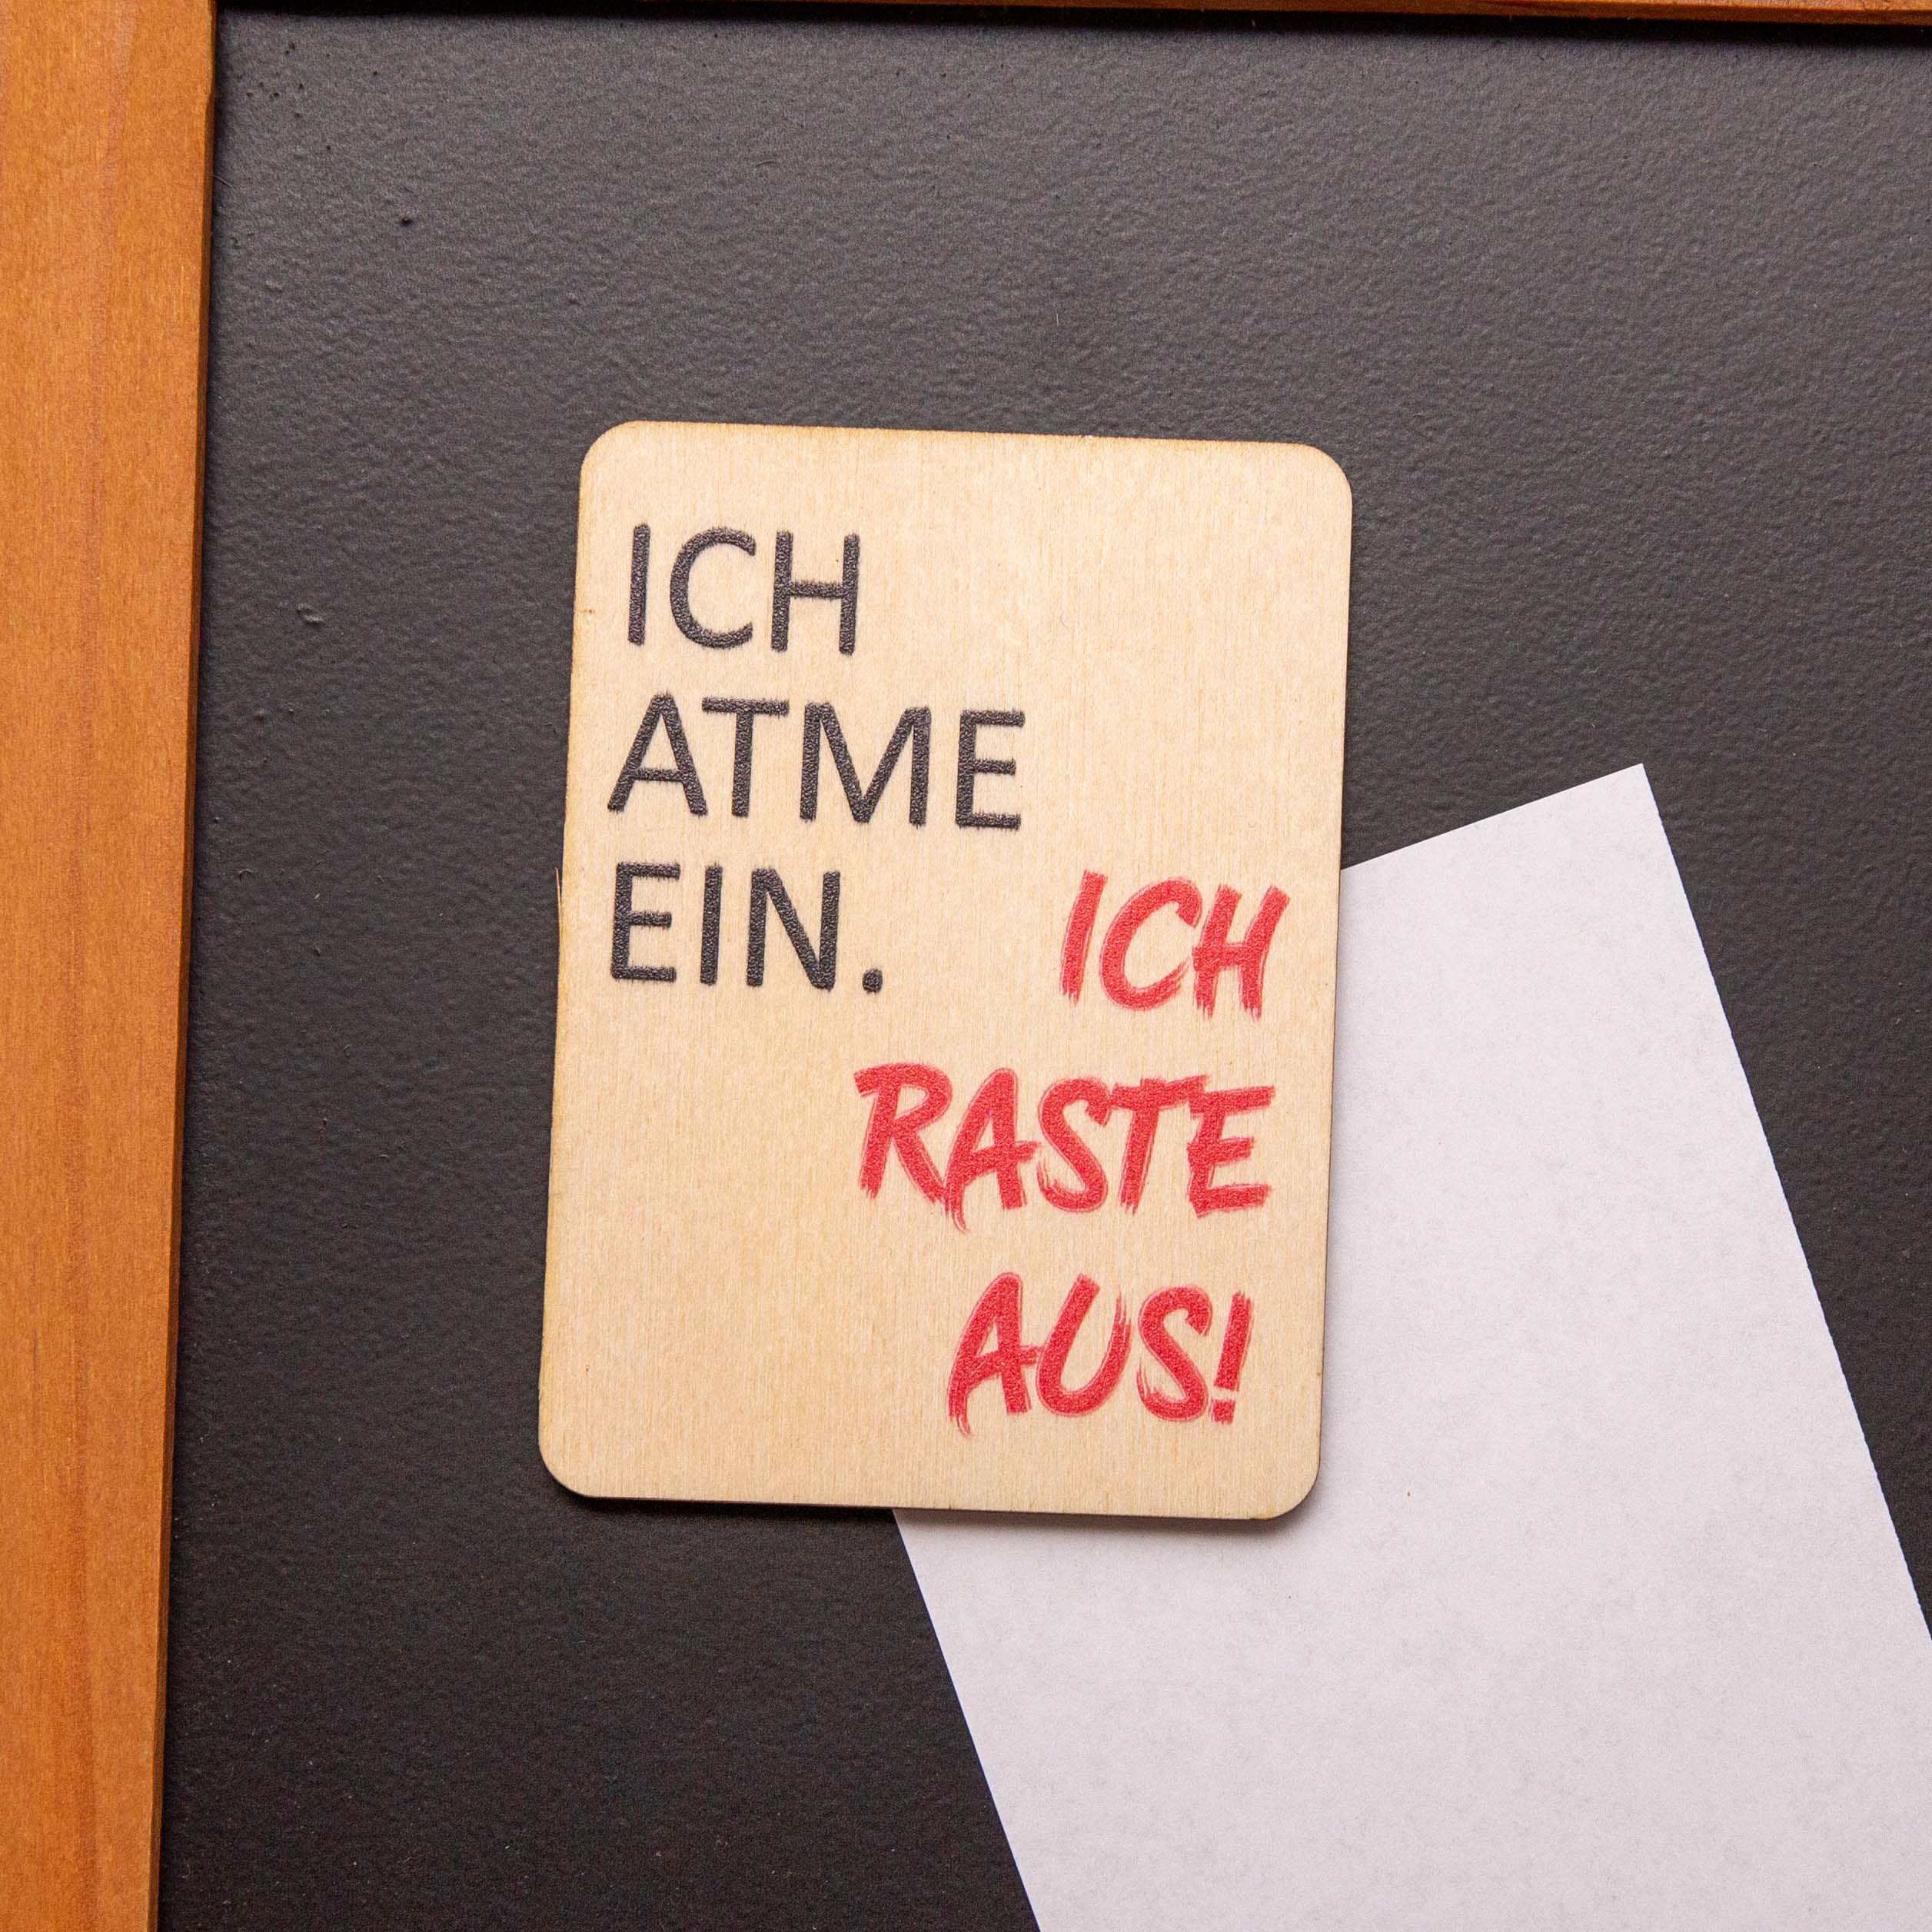 ICH
ATME
EIN.
ICH
RASTE
AUS!